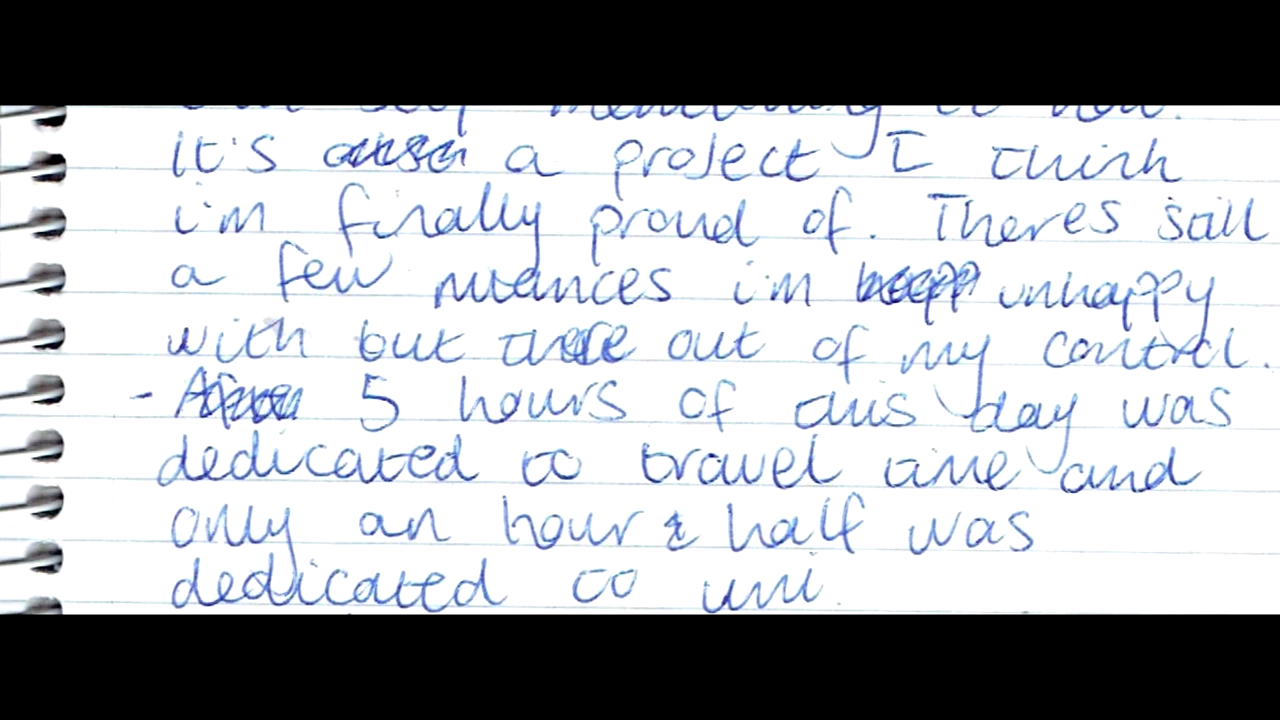 it's a project I think
i'm finally proud of. Theres still
a few nuances i'm unhappy
with but there out of my control.
- 5 hours of this day was
dedicated to travel time and
only an hour & half was
dedicated to uni.